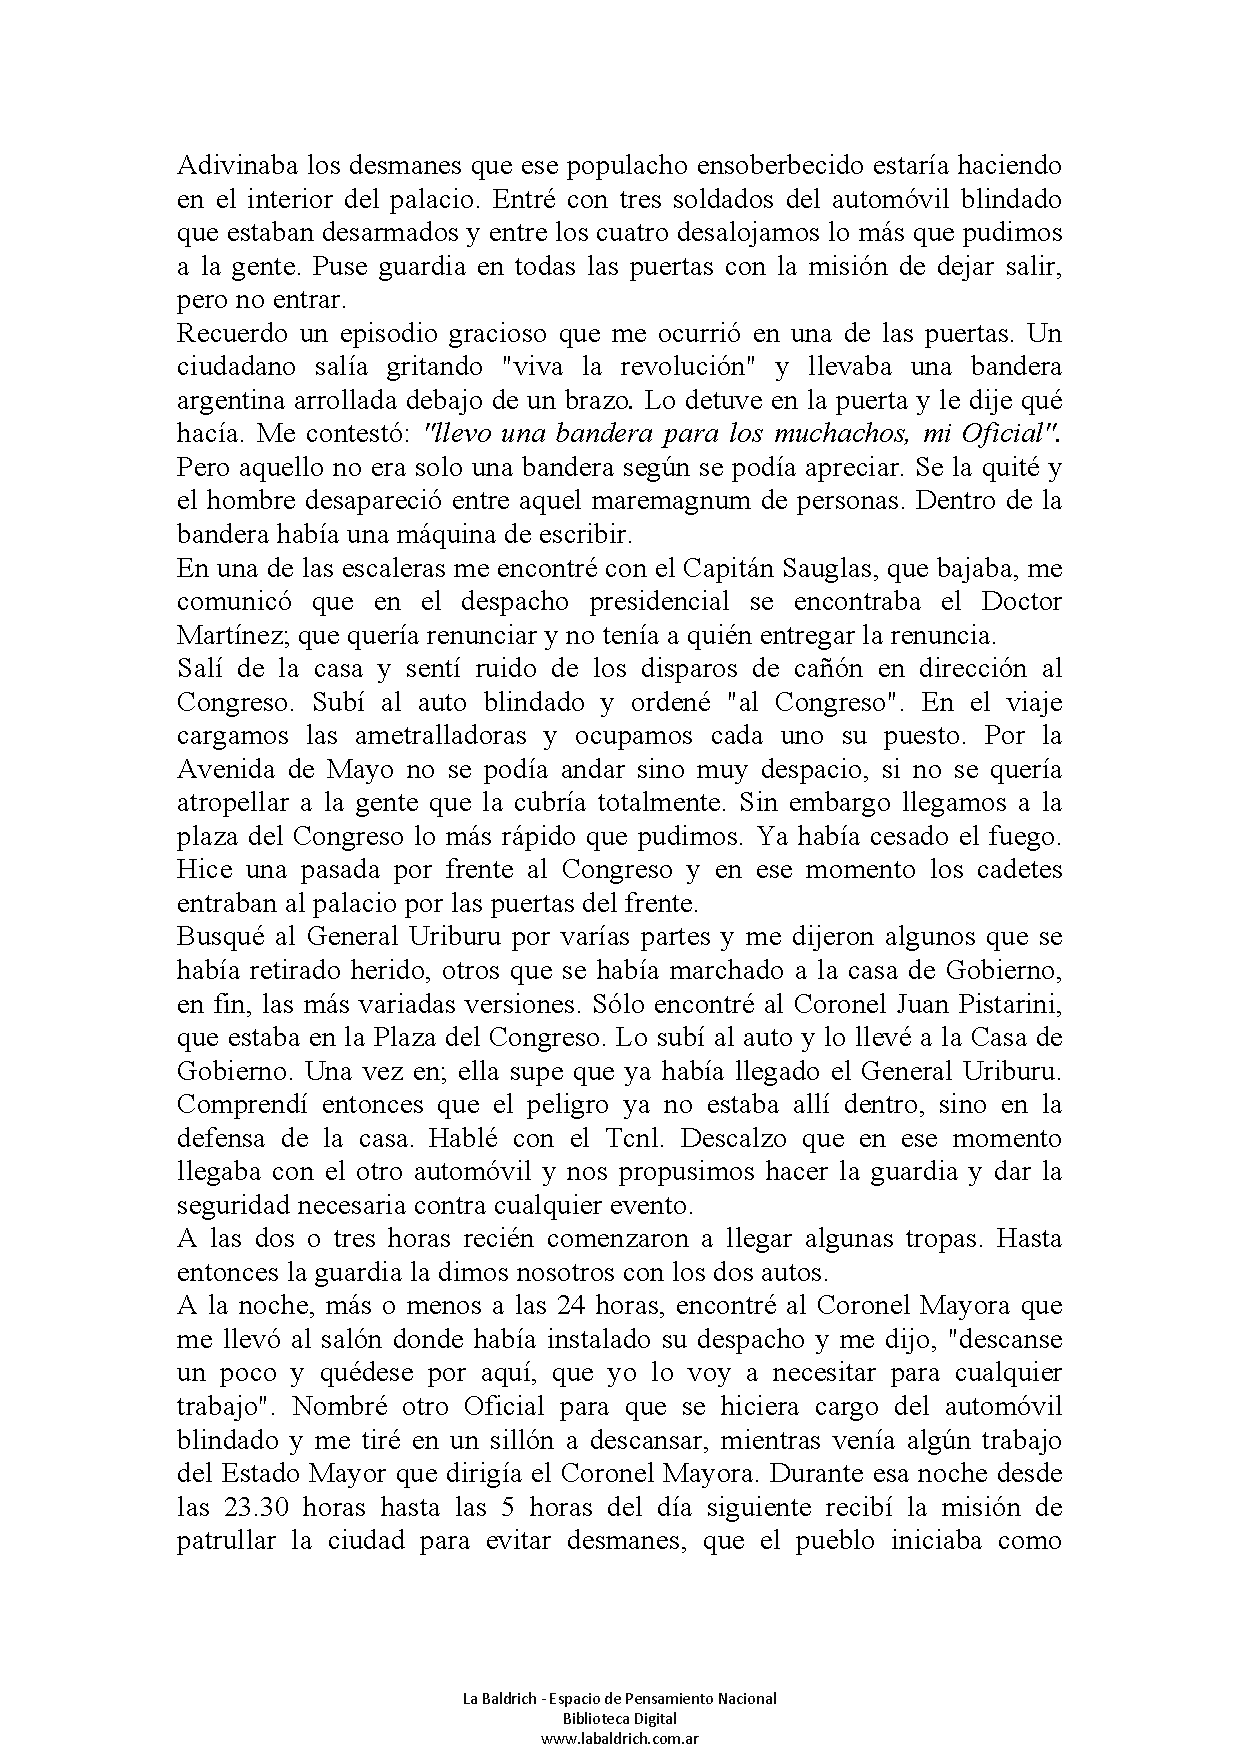 Adivinaba los desmanes que ese populacho ensoberbecido estaría haciendo
en el interior del palacio. Entré con tres soldados del automóvil blindado
que estaban desarmados y entre los cuatro desalojamos lo más que pudimos
a la gente. Puse guardia en todas las puertas con la misión de dejar salir,
pero no entrar.
Recuerdo un episodio gracioso que me ocurrió en una de las puertas. Un
ciudadano salía gritando "viva la revolución" y llevaba una bandera
argentina arrollada debajo de un brazo. Lo detuve en la puerta y le dije qué
hacía. Me contestó: "llevo una bandera para los muchachos, mi Oficial".
Pero aquello no era solo una bandera según se podía apreciar. Se la quité y
el hombre desapareció entre aquel maremagnum de personas. Dentro de la
bandera había una máquina de escribir.
En una de las escaleras me encontré con el Capitán Sauglas, que bajaba, me
comunicó que en el despacho presidencial se encontraba el Doctor
Martínez; que quería renunciar y no tenía a quién entregar la renuncia.
Salí de la casa y sentí ruido de los disparos de cañón en dirección al
Congreso. Subí al auto blindado y ordené "al Congreso". En el viaje
cargamos las ametralladoras y ocupamos cada uno su puesto. Por la
Avenida de Mayo no se podía andar sino muy despacio, si no se quería
atropellar a la gente que la cubría totalmente. Sin embargo llegamos a la
plaza del Congreso lo más rápido que pudimos. Ya había cesado el fuego.
Hice una pasada por frente al Congreso y en ese momento los cadetes
entraban al palacio por las puertas del frente.
Busqué al General Uriburu por varías partes y me dijeron algunos que se
había retirado herido, otros que se había marchado a la casa de Gobierno,
en fin, las más variadas versiones. Sólo encontré al Coronel Juan Pistarini,
que estaba en la Plaza del Congreso. Lo subí al auto y lo llevé a la Casa de
Gobierno. Una vez en; ella supe que ya había llegado el General Uriburu.
Comprendí entonces que el peligro ya no estaba allí dentro, sino en la
defensa de la casa. Hablé con el Tcnl. Descalzo que en ese momento
llegaba con el otro automóvil y nos propusimos hacer la guardia y dar la
seguridad necesaria contra cualquier evento.
A las dos o tres horas recién comenzaron a llegar algunas tropas. Hasta
entonces la guardia la dimos nosotros con los dos autos.
A la noche, más o menos a las 24 horas, encontré al Coronel Mayora que
me llevó al salón donde había instalado su despacho y me dijo, "descanse
un poco y quédese por aquí, que yo lo voy a necesitar para cualquier
trabajo". Nombré otro Oficial para que se hiciera cargo del automóvil
blindado y me tiré en un sillón a descansar, mientras venía algún trabajo
del Estado Mayor que dirigía el Coronel Mayora. Durante esa noche desde
las 23.30 horas hasta las 5 horas del día siguiente recibí la misión de
patrullar la ciudad para evitar desmanes, que el pueblo iniciaba como
La Baldrich - Espacio de Pensamiento Nacional
Biblioteca Digital
www.labaldrich.com.ar